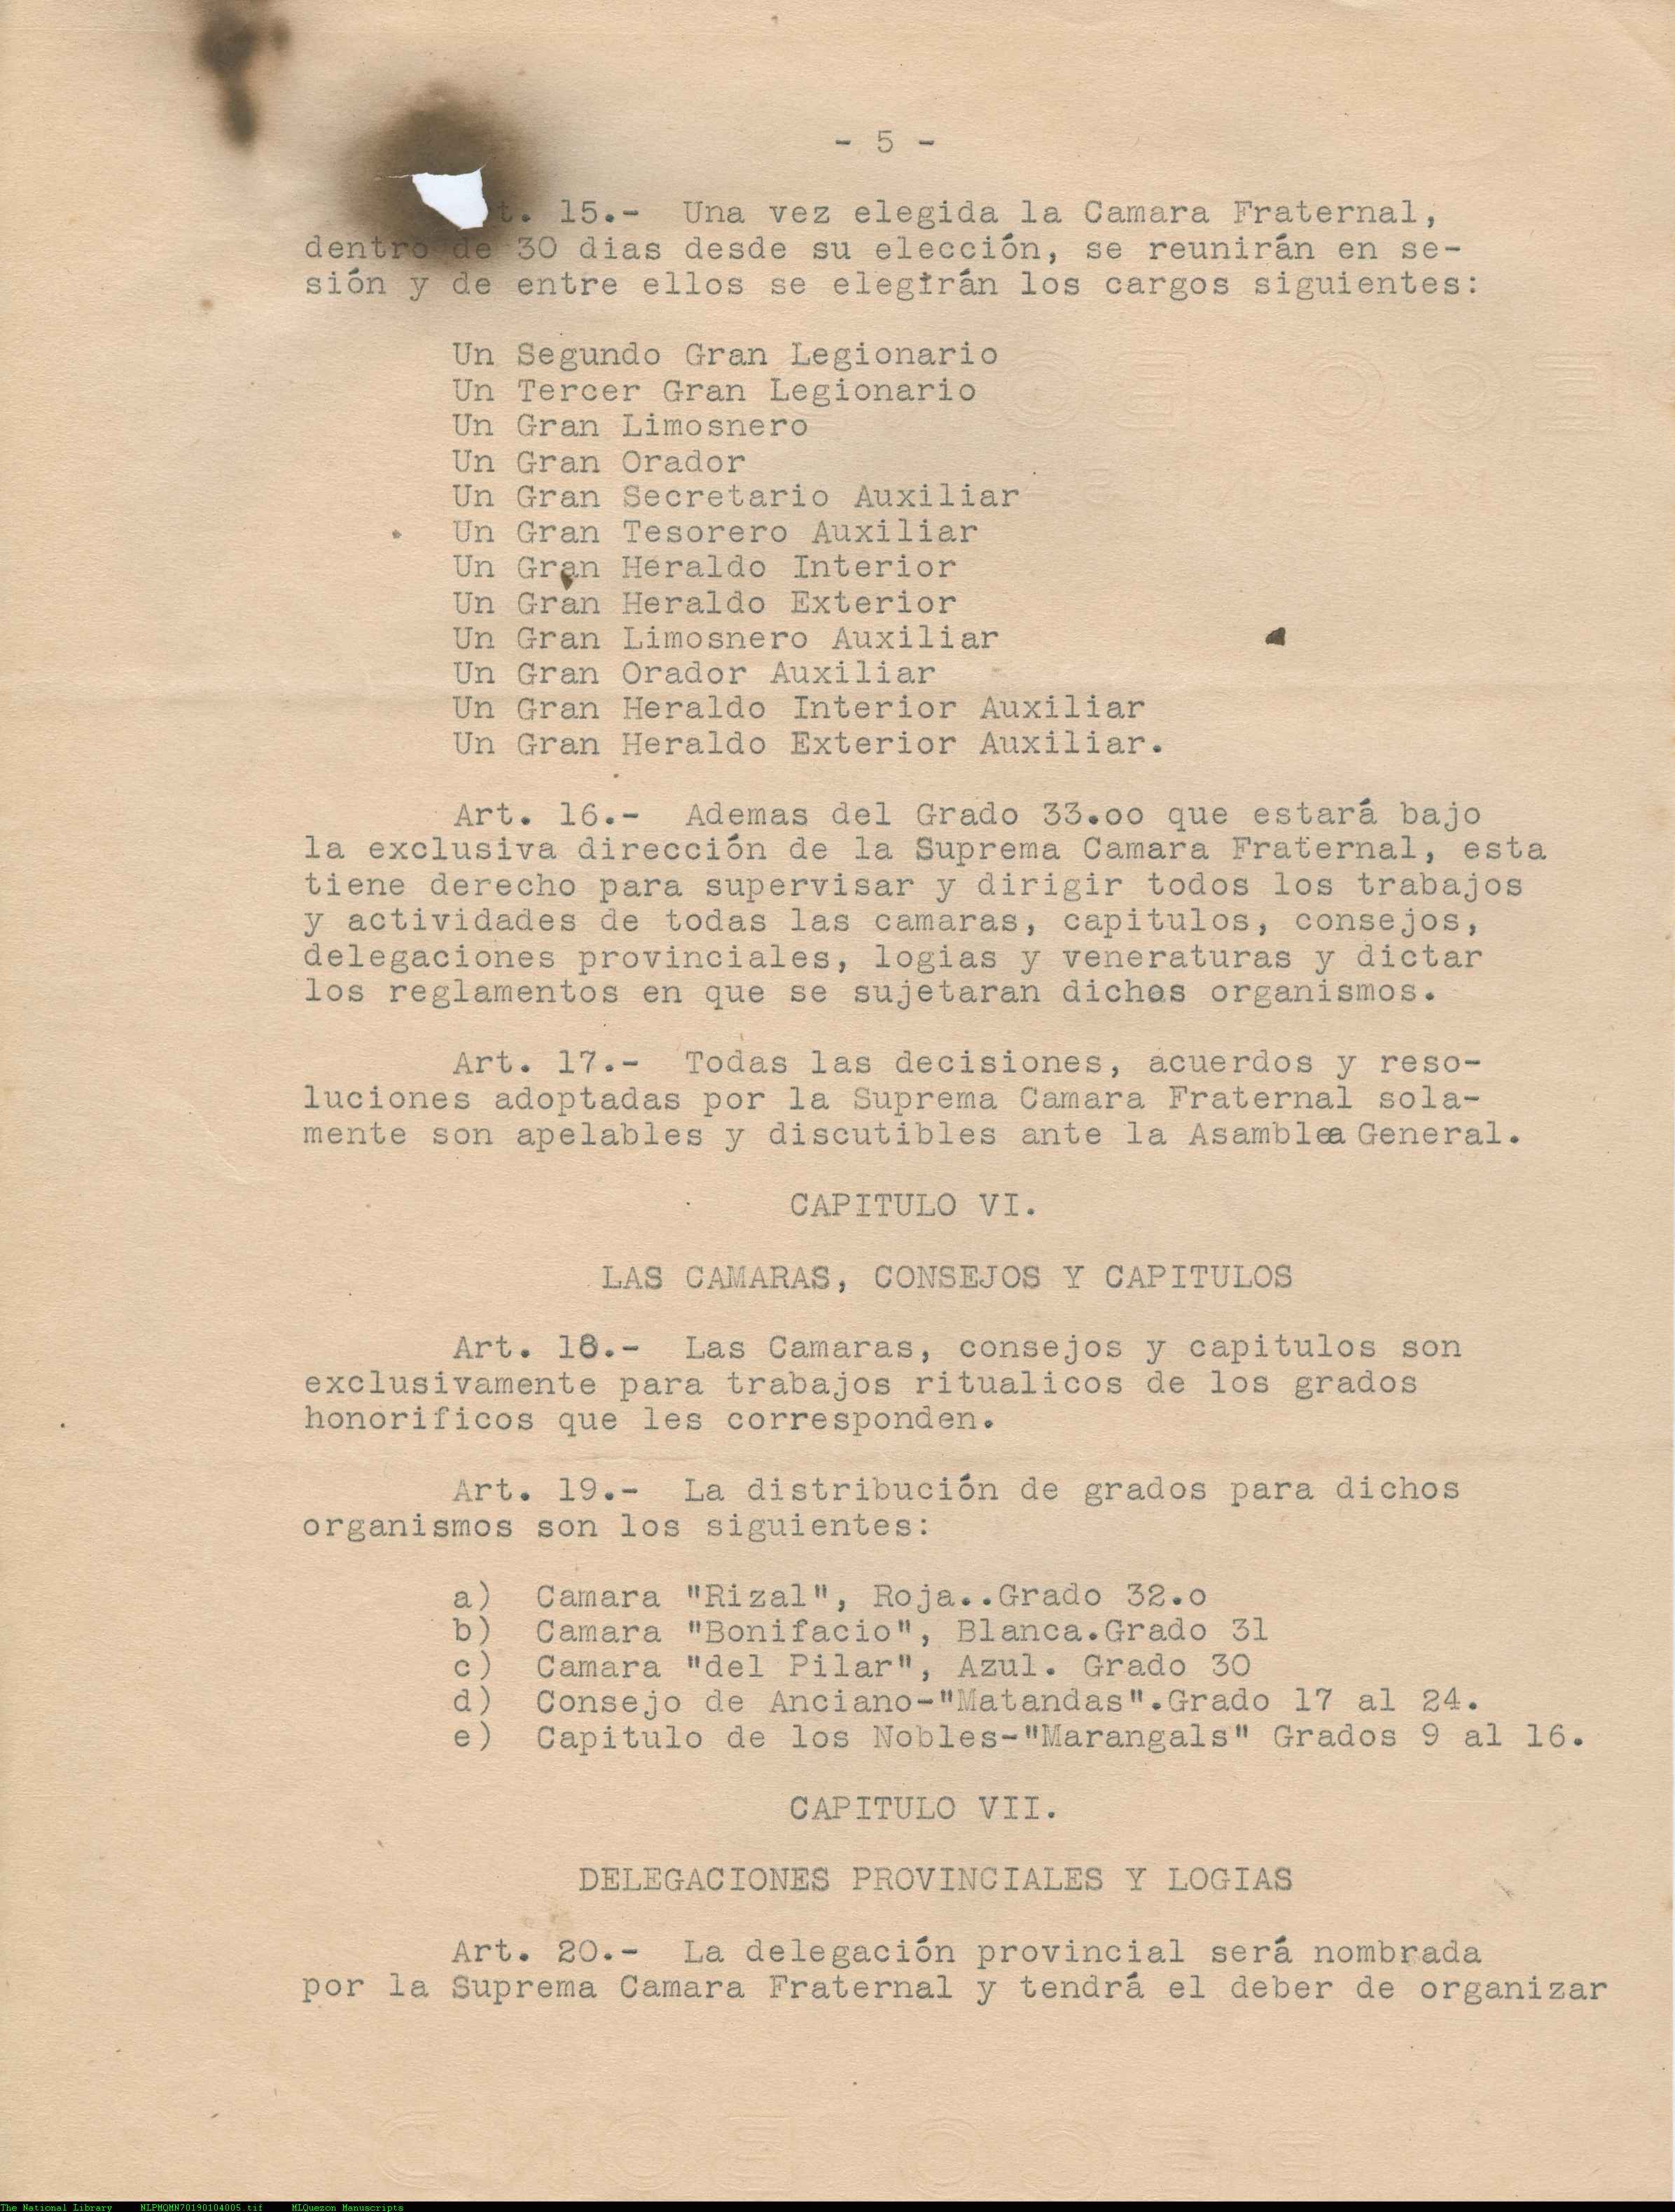 - 5 -
t. 15.- Una vez elegida la Camara Fraternal,
dentro de 30 dias desde su elección, se reunirán en se-
sión y de entre ellos se elegirán los cargos siguientes:
Un Segundo Gran Legionario
Un Tercer Gran Legionario
Un Gran Limosnero
Un Gran Orador
Un Gran Secretario Auxiliar
Un Gran Tesorero Auxiliar
Un Gran Heraldo Interior
Un Gran Heraldo Exterior
Un Gran Limosnero Auxiliar
Un Gran Orador Auxiliar
Un Gran Heraldo Interior Auxiliar
Un Gran Heraldo Exterior Auxiliar.
Art. 16.- Ademas del Grado 33.oo que estará bajo
la exclusiva dirección de la Suprema Camara Fraternal, esta
tiene derecho para supervisar y dirigir todos los trabajos
y actividades de todas las camaras, capitulos, consejos,
delegaciones provinciales, logias y veneraturas y dictar
los reglamentos en que se sujetaran dichos organismos.
Art. 17.- Todas las decisiones, acuerdos y reso-
luciones adoptadas por la Suprema Camara Fraternal sola-
mente son apelables y discutibles ante la Asamblea General.
CAPITULO VI.
LAS CAMARAS, CONSEJOS Y CAPITULOS
Art. 18.- Las Camaras, consejos y capitulos son
exclusivamente para trabajos ritualicos de los grados
honorificos que les corresponden.
Art. 19.- La distribución de grados para dichos
organismos son los siguientes:
a) Camara "Rizal", Roja..Grado 32.o
b) Camara "Bonifacio", Blanca.Grado 31
c) Camara "del Pilar", Azul. Grado 30
d) Consejo de Anciano-"Matandas".Grado 17 al 24.
e) Capitulo de los Nobles-"Marangals" Grados 9 al 16.
CAPITULO VII.
DELEGACIONES PROVINCIALES Y LOGIAS
Art. 20.- La delegación provincial será nombrada
por la Suprema Camara Fraternal y tendrá el deber de organizar
The National Library NLPMQMN70190104005.tif MLQuezon Manuscripts